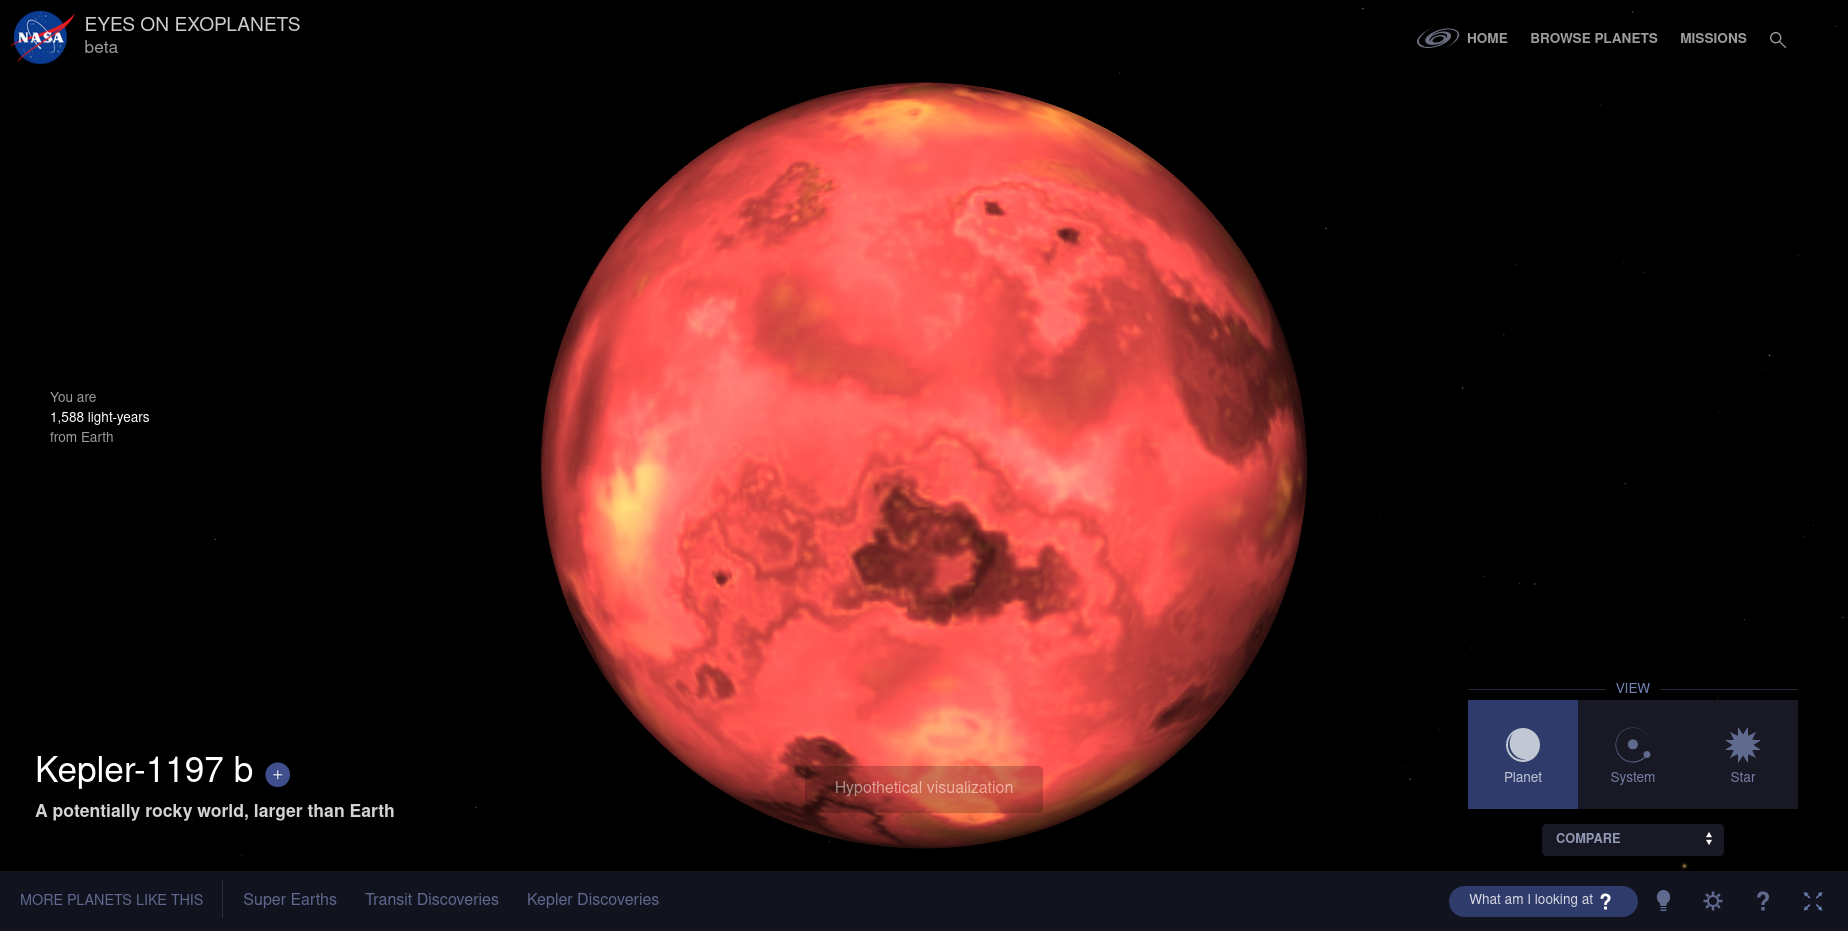 NASA
EYES ON EXOPLANETS
beta
HOME
BROWSE PLANETS
MISSIONS
You are
1,588 light-years
from Earth
Kepler-1197 b +
A potentially rocky world, larger than Earth
Hypothetical visualization
VIEW
Planet
System
Star
COMPARE
MORE PLANETS LIKE THIS
Super Earths
Transit Discoveries
Kepler Discoveries
What am I looking at ?
?